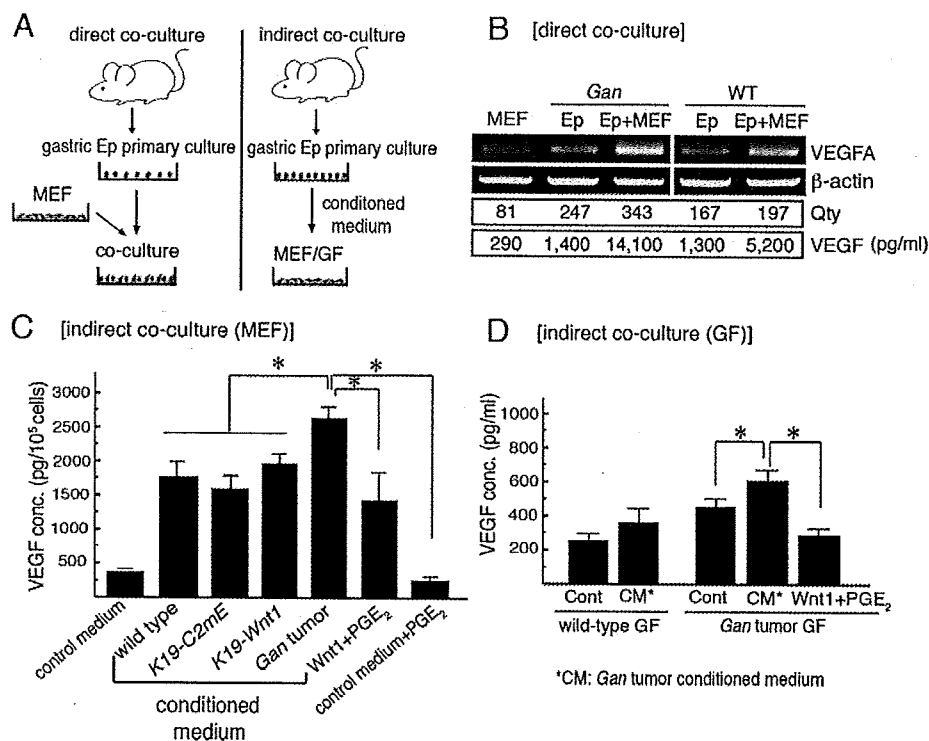 A
direct co-culture
indirect co-culture
gastric Ep primary culture
gastric Ep primary culture
MEF
conditoned
medium
co-culture
MEF/GF
B [direct co-culture]
Gan WT
MEF Ep Ep+MEF Ep Ep+MEF
VEGFA
β-actin
81 247 343 167 197 Qty
290 1,400 14,100 1,300 5,200 VEGF (pg/ml)
C [indirect co-culture (MEF)]
VEGF conc. (pg/10⁵ cells)
3000
2500
2000
1750
1500
1250
500
* * *
control medium
wild type
K19-C2mE
K19-Wnt1
Gan tumor
Wnt1+PGE₂
control medium+PGE₂
conditioned
medium
D [indirect co-culture (GF)]
VEGF conc. (pg/ml)
1000
800
600
400
200
* *
Cont CM* Cont CM* Wnt1+PGE₂
wild-type GF Gan tumor GF
*CM: Gan tumor conditioned medium